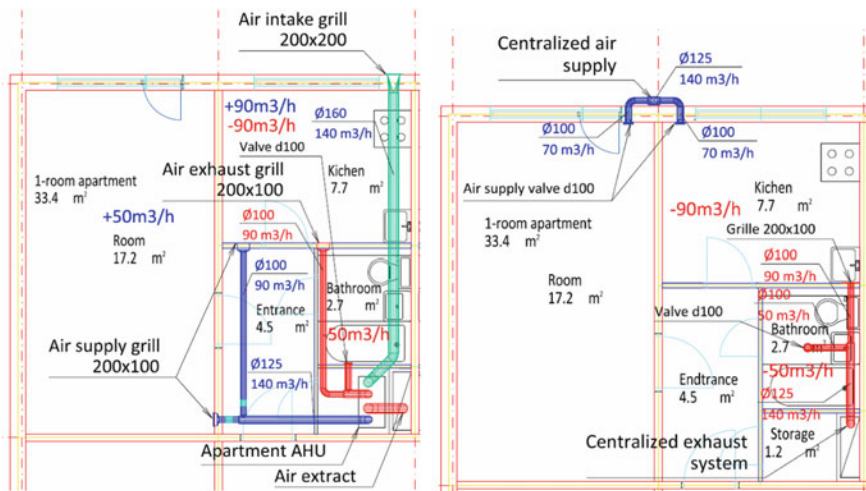 Air intake grill
200x200
+90m3/h
-90m3/h
Ø160
140 m3/h
Valve d100
Air exhaust grill
200x100
Kichen
7.7 m²
1-room apartment
33.4 m²
+50m3/h
Room
17.2 m²
Ø100
90 m3/h
Ø100
90 m3/h
Bathroom
2.7 m²
Entrance
4.5 m²
-50m3/h
Air supply grill
200x100
Ø125
140 m3/h
Apartment AHU
Air extract
Centralized air
supply
Ø125
140 m3/h
Ø100
70 m3/h
Ø100
70 m3/h
Air supply valve d100
Kichen
7.7 m²
1-room apartment
33.4 m²
-90m3/h
Grille 200x100
Room
17.2 m²
Ø100
90 m3/h
Ø100
50 m3/h
Valve d100
Bathroom
2.7
-50m3/h
Endtrance
4.5 m²
Ø125
140 m3/h
Centralized exhaust
system
Storage
1.2 m²